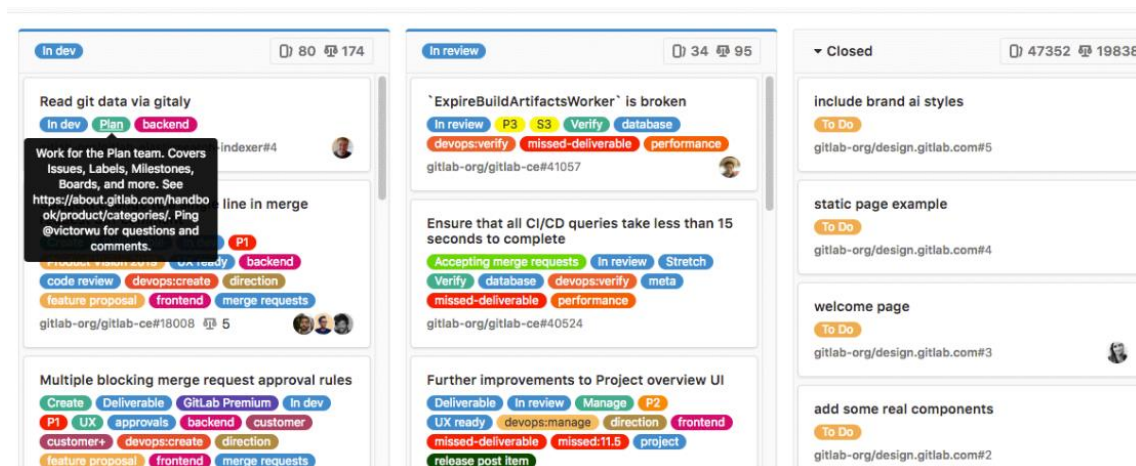 In dev
80 174
Read git data via gitaly
In dev Plan backend
-indexer#4
Work for the Plan team. Covers
Issues, Labels, Milestones,
Boards, and more. See
https://about.gitlab.com/handbo
ok/product/categories/. Ping
@victorwu for questions and
comments.
line in merge
P1
UX ready backend
code review devops:create direction
feature proposal frontend merge requests
gitlab-org/gitlab-ce#18008 5
Multiple blocking merge request approval rules
Create Deliverable GitLab Premium In dev
P1 UX approvals backend customer
customer+ devops:create direction
feature proposal frontend merge requests
In review
34 95
`ExpireBuildArtifactsWorker` is broken
In review P3 S3 Verify database
devops:verify missed-deliverable performance
gitlab-org/gitlab-ce#41057
Ensure that all CI/CD queries take less than 15
seconds to complete
Accepting merge requests In review Stretch
Verify database devops:verify meta
missed-deliverable performance
gitlab-org/gitlab-ce#40524
Further improvements to Project overview UI
Deliverable In review Manage P2
UX ready devops:manage direction frontend
missed-deliverable missed:11.5 project
release post item
Closed
47352 19838
include brand ai styles
To Do
gitlab-org/design.gitlab.com#5
static page example
To Do
gitlab-org/design.gitlab.com#4
welcome page
To Do
gitlab-org/design.gitlab.com#3
add some real components
To Do
gitlab-org/design.gitlab.com#2